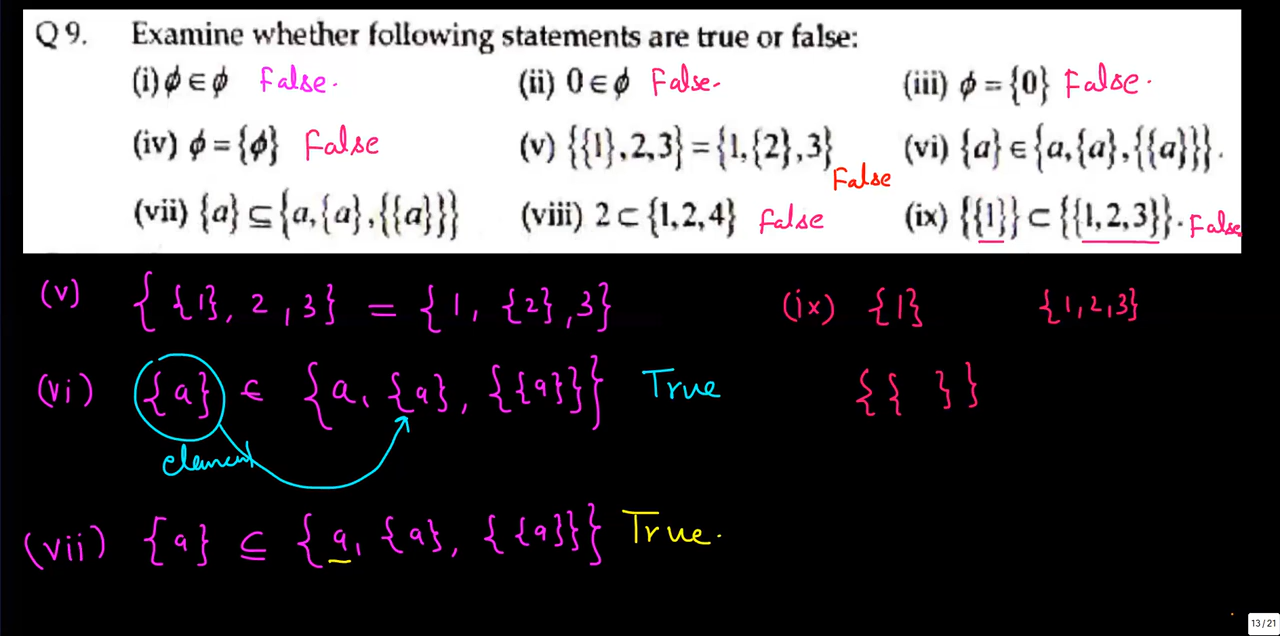 Q 9. Examine whether following statements are true or false:
(i) ϕ ∈ ϕ False. (ii) 0 ∈ ϕ False. (iii) ϕ = {0} False.
(iv) ϕ = {ϕ} False (v) {{1},2,3} = {1,{2},3} False (vi) {a} ∈ {a,{a},{{a}}}.
(vii) {a} ⊆ {a,{a},{{a}}} (viii) 2 ⊂ {1,2,4} False (ix) {{1}} ⊂ {{1,2,3}}. False
(v) {{1}, 2, 3} = {1, {2}, 3} (ix) {1} {1,2,3}
(vi) {a} ∈ {a, {a}, {{a}}} True {{ }}
element
(vii) {a} ⊆ {a, {a}, {{a}}} True.
13/21